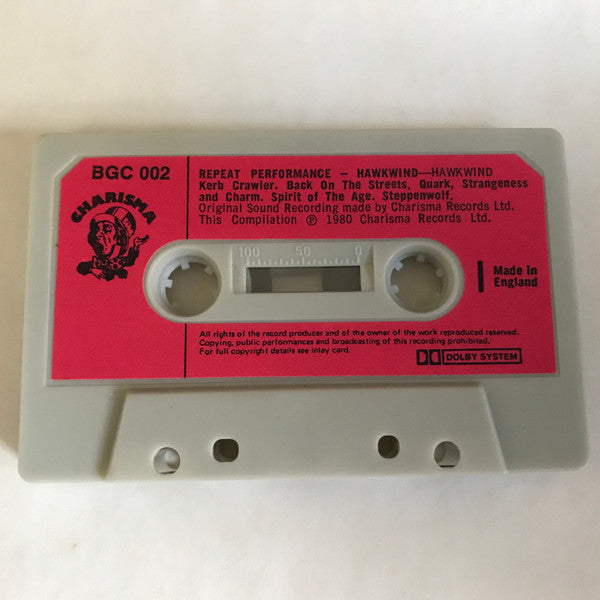 BGC 002
CHARISMA
REPEAT PERFORMANCE – HAWKWIND—HAWKWIND
Kerb Crawler. Back On The Streets. Quark, Strangeness
and Charm. Spirit of The Age. Steppenwolf.
Original Sound Recording made by Charisma Records Ltd.
This Compilation ℗ 1980 Charisma Records Ltd.
100 50 0
Made in
England
All rights of the record producer and of the owner of the work reproduced reserved.
Copying, public performances and broadcasting of this recording prohibited.
For full copyright details see inlay card.
DOLBY SYSTEM